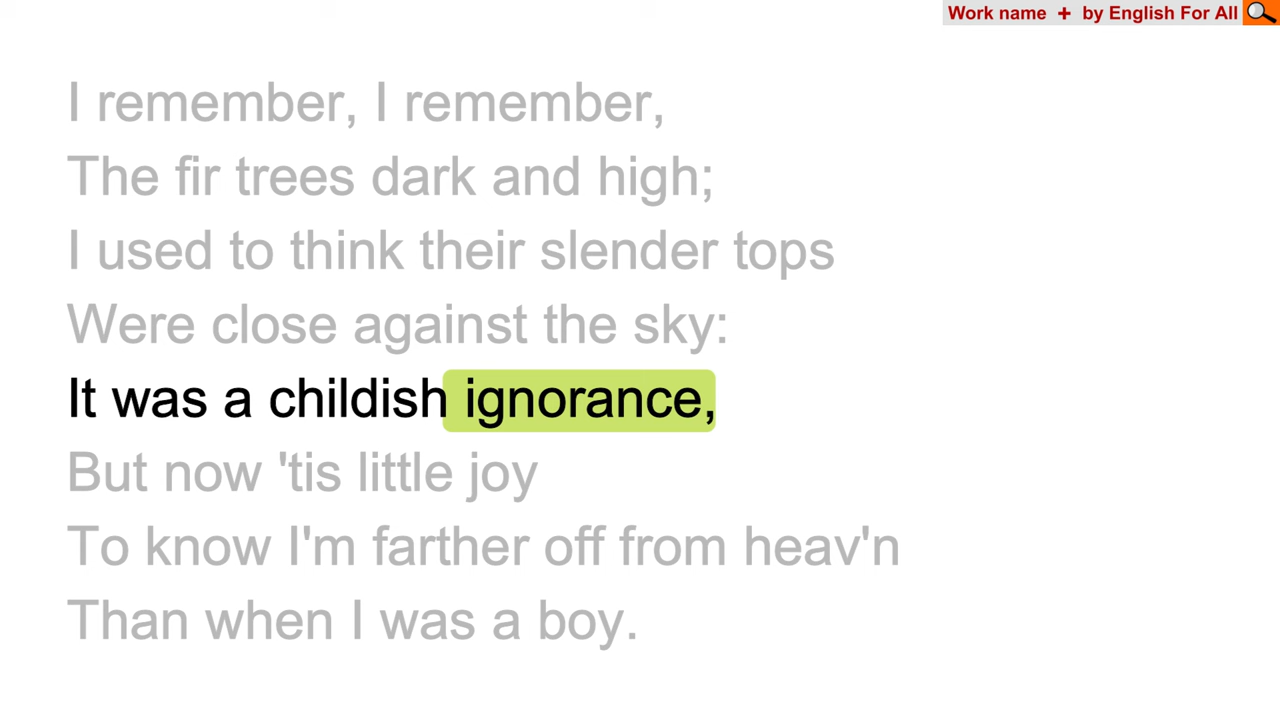 Work name + by English For All
I remember, I remember,
The fir trees dark and high;
I used to think their slender tops
Were close against the sky:
It was a childish ignorance,
But now 'tis little joy
To know I'm farther off from heav'n
Than when I was a boy.